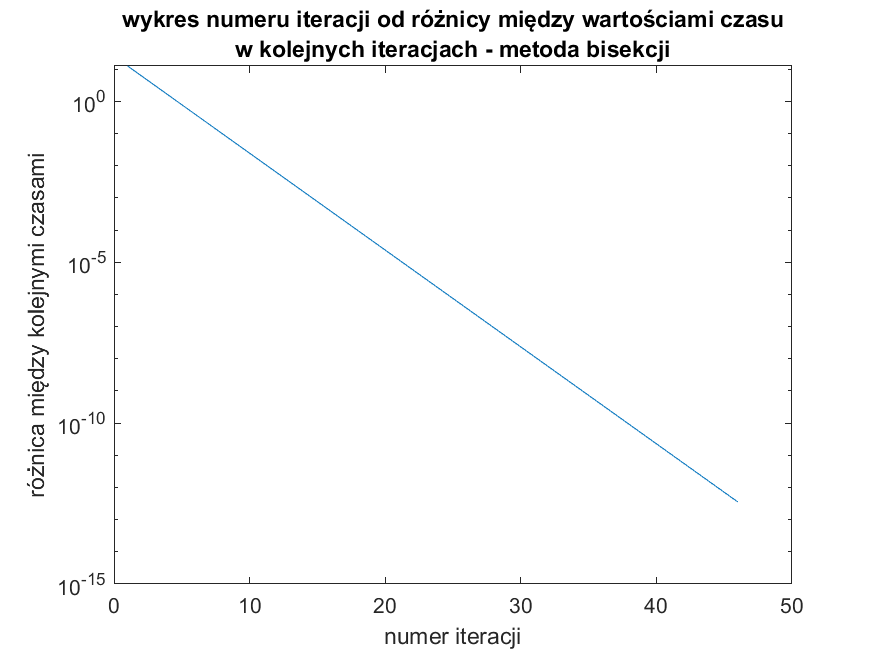 wykres numeru iteracji od różnicy między wartościami czasu
w kolejnych iteracjach - metoda bisekcji
różnica między kolejnymi czasami
10^0
10^-5
10^-10
10^-15
0 10 20 30 40 50
numer iteracji